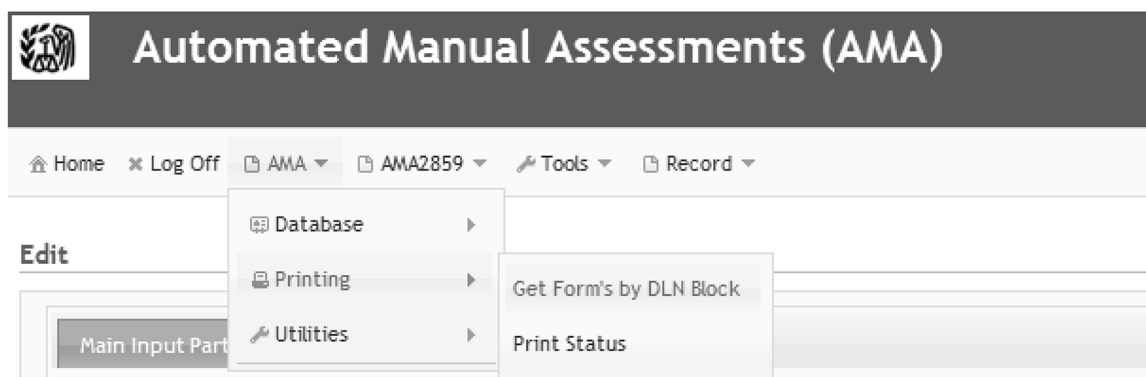 Automated Manual Assessments (AMA)
Home Log Off AMA AMA2859 Tools Record
Database
Edit
Printing
Get Form's by DLN Block
Utilities
Main Input Part
Print Status